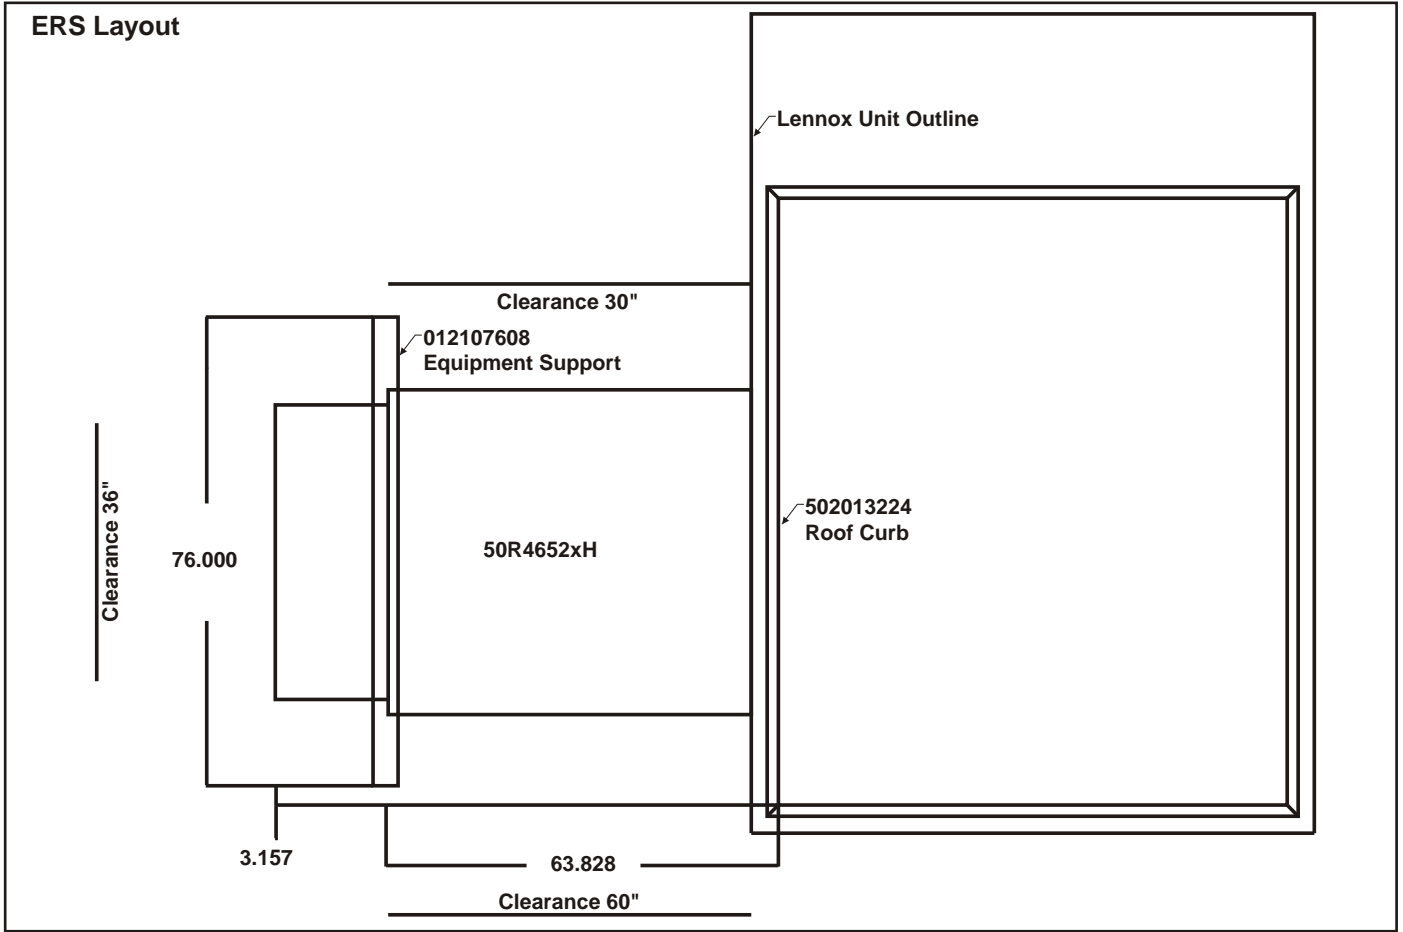 ERS Layout
Lennox Unit Outline
Clearance 30"
012107608
Equipment Support
Clearance 36"
76.000
50R4652xH
502013224
Roof Curb
3.157
63.828
Clearance 60"